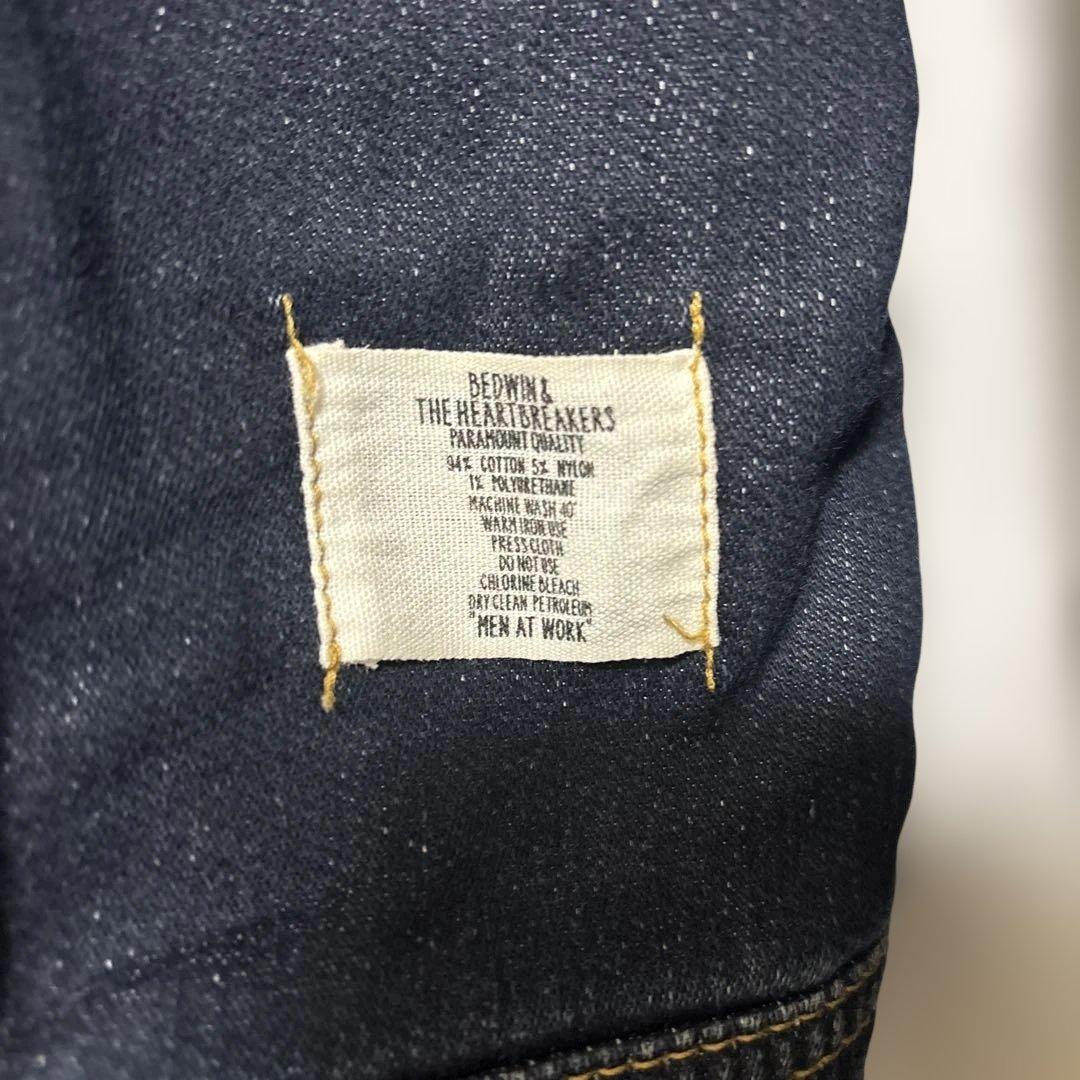 BEDWIN &
THE HEARTBREAKERS
PARAMOUNT QUALITY
94% COTTON 5% NYLON
1% POLYURETHANE
MACHINE WASH 40°
WARM IRON USE
PRESS CLOTH
DO NOT USE
CHLORINE BLEACH
DRY CLEAN PETROLEUM
"MEN AT WORK"